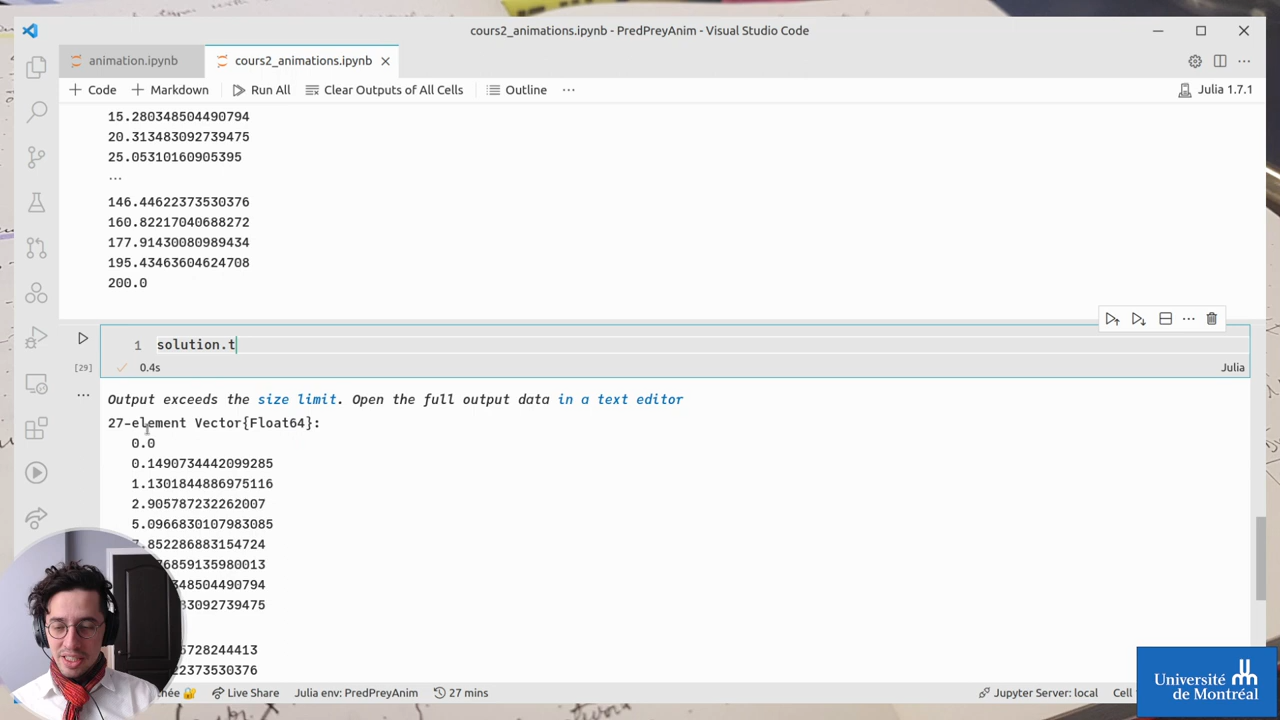 cours2_animations.ipynb - PredPreyAnim - Visual Studio Code
animation.ipynb
cours2_animations.ipynb
Code
Markdown
Run All
Clear Outputs of All Cells
Outline
Julia 1.7.1
15.280348504490794
20.313483092739475
25.05310160905395
...
146.44622373530376
160.82217040688272
177.91430080989434
195.43463604624708
200.0
1 solution.t
[29] 0.4s
Julia
Output exceeds the size limit. Open the full output data in a text editor
27-element Vector{Float64}:
0.0
0.1490734442099285
1.1301844886975116
2.905787232262007
5.0966830107983085
.852286883154724
6859135980013
348504490794
3092739475
728244413
2373530376
Live Share
Julia env: PredPreyAnim
27 mins
Jupyter Server: local
Cell
Université
de Montréal